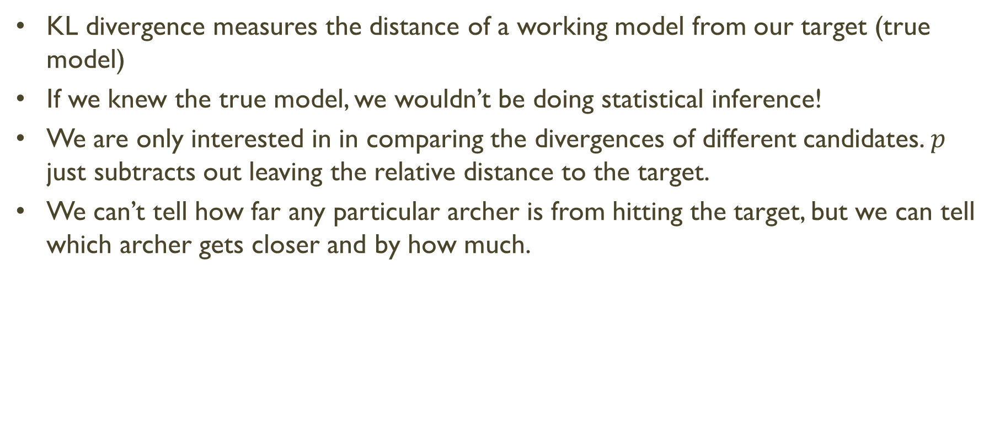 • KL divergence measures the distance of a working model from our target (true
model)
• If we knew the true model, we wouldn’t be doing statistical inference!
• We are only interested in in comparing the divergences of different candidates. p
just subtracts out leaving the relative distance to the target.
• We can’t tell how far any particular archer is from hitting the target, but we can tell
which archer gets closer and by how much.